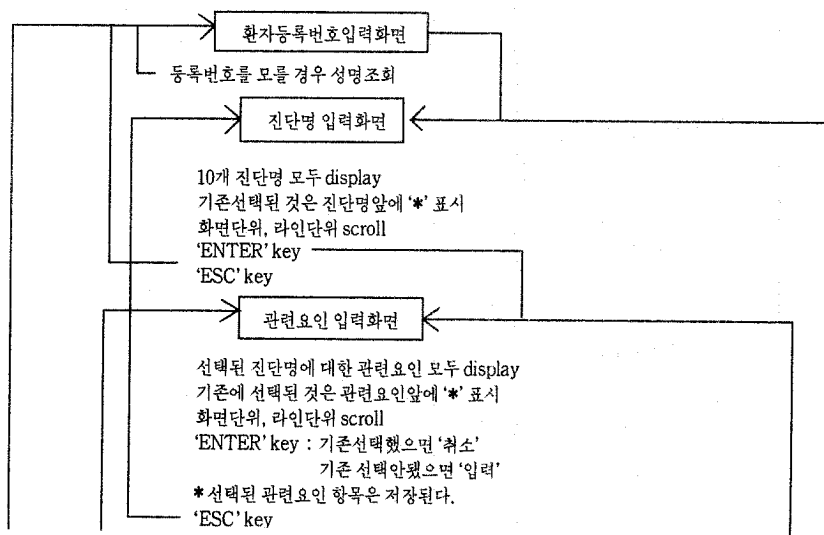 환자등록번호입력화면
등록번호를 모를 경우 성명조회
진단명 입력화면
10개 진단명 모두 display
기존선택된 것은 진단명앞에 '*' 표시
화면단위, 라인단위 scroll
'ENTER' key
'ESC' key
관련요인 입력화면
선택된 진단명에 대한 관련요인 모두 display
기존에 선택된 것은 관련요인앞에 '*' 표시
화면단위, 라인단위 scroll
'ENTER' key : 기존선택했으면 '취소'
기존 선택안됐으면 '입력'
* 선택된 관련요인 항목은 저장된다.
'ESC' key